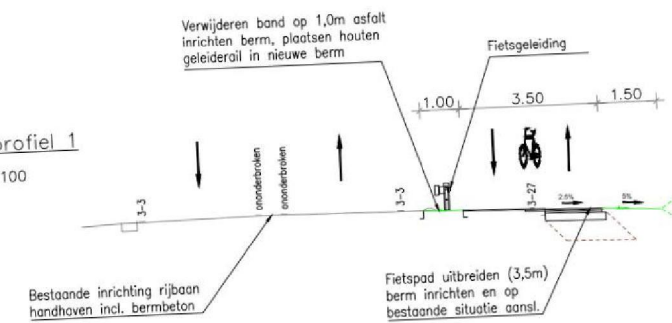 Verwijderen band op 1,0m asfalt
inrichten berm, plaatsen houten
geleiderail in nieuwe berm
Fietsgeleiding
1.00
3.50
1.50
profiel 1
100
ononderbroken
ononderbroken
3-3
3-3
3-27
2.5%
5%
Bestaande inrichting rijbaan
handhaven incl. bermbeton
Fietspad uitbreiden (3,5m)
berm inrichten en op
bestaande situatie aansl.